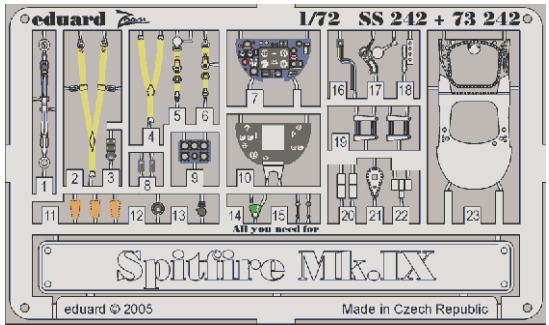 eduard Zoom 1/72 SS 242 + 73 242
1 2 3 4 5 6 7 8 9 10 16 17 18 19
11 12 13 14 15 20 21 22 23
All you need for
Spitfire Mk.IX
eduard © 2005 Made in Czech Republic